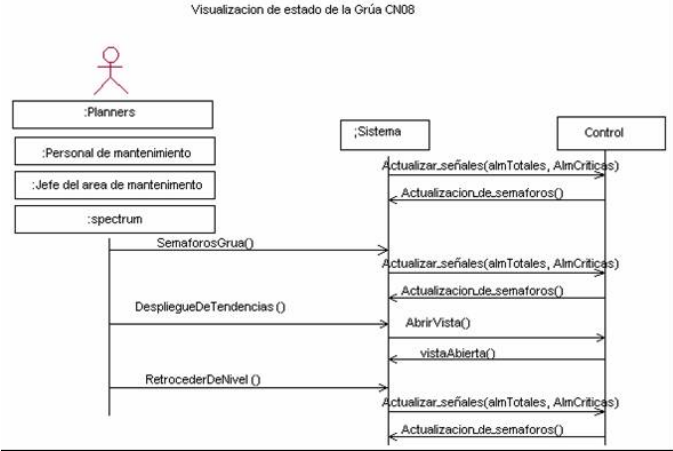 Visualizacion de estado de la Grúa CN08
:Planners
:Personal de mantenimiento
:Jefe del area de mantenimento
:spectrum
;Sistema
Control
Actualizar_señales(almTotales, AlmCriticas)
Actualizacion_de_semaforos()
SemaforosGrua()
Actualizar_señales(almTotales, AlmCriticas)
Actualizacion_de_semaforos()
DespliegueDeTendencias ()
AbrirVista()
vistaAbierta()
RetrocederDeNivel ()
Actualizar_señales(almTotales, AlmCriticas)
Actualizacion_de_semaforos()